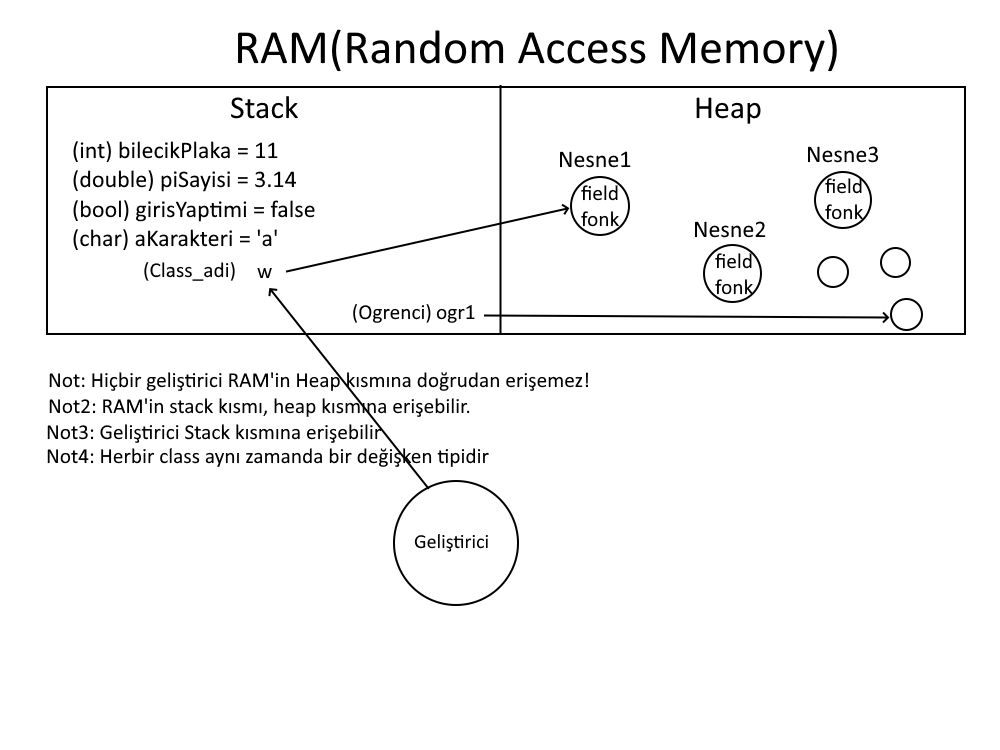 RAM(Random Access Memory)
Stack
(int) bilecikPlaka = 11
(double) piSayisi = 3.14
(bool) girisYaptimi = false
(char) aKarakteri = 'a'
(Class_adi) w
(Ogrenci) ogr1
Heap
Nesne1
field
fonk
Nesne2
field
fonk
Nesne3
field
fonk
Not: Hiçbir geliştirici RAM'in Heap kısmına doğrudan erişemez!
Not2: RAM'in stack kısmı, heap kısmına erişebilir.
Not3: Geliştirici Stack kısmına erişebilir
Not4: Herbir class aynı zamanda bir değişken tipidir
Geliştirici